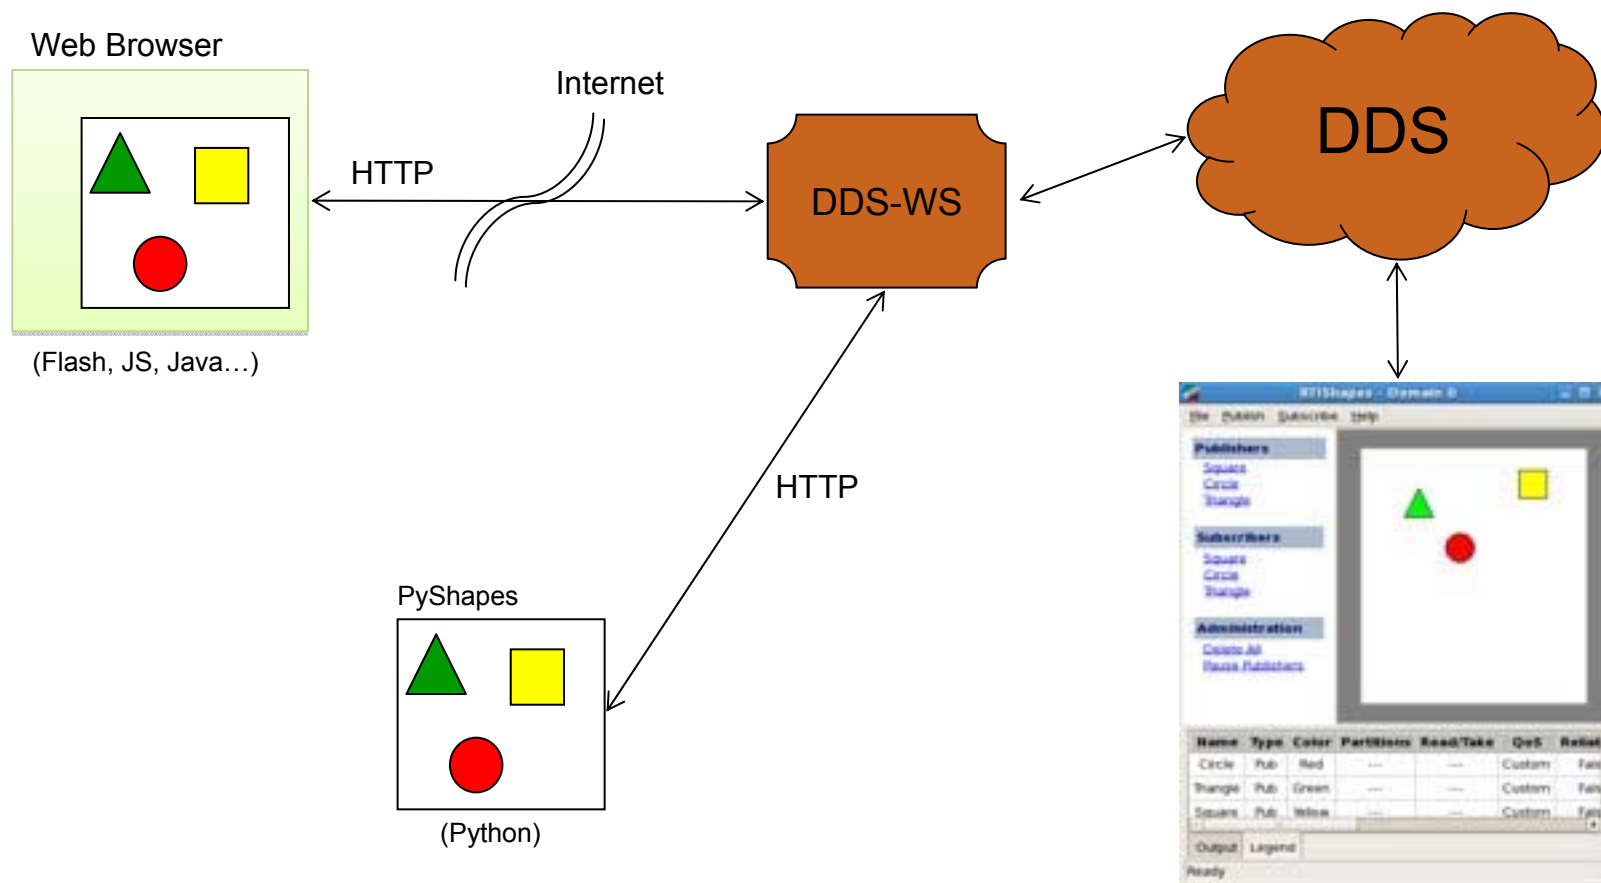 Web Browser
Internet
HTTP
DDS-WS
DDS
(Flash, JS, Java…)
HTTP
PyShapes
(Python)
RTIShapes - Domain 0
File Publish Subscribe Help
Publishers
Square
Circle
Triangle
Subscribers
Square
Circle
Triangle
Administration
Delete All
Pause Publishers
Name Type Color Partitions Read/Take QoS
Circle Pub Red --- --- Custom
Triangle Pub Green --- --- Custom
Square Pub Yellow --- --- Custom
Output Legend
Ready